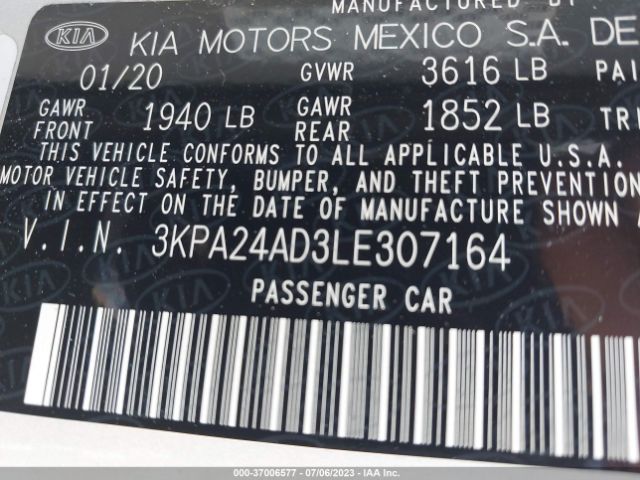 MANUFACTURED BY
KIA KIA MOTORS MEXICO S.A. DE
01/20 GVWR 3616 LB PAI
GAWR FRONT 1940 LB GAWR REAR 1852 LB TRI
THIS VEHICLE CONFORMS TO ALL APPLICABLE U.S.A.
MOTOR VEHICLE SAFETY, BUMPER, AND THEFT PREVENTION
IN EFFECT ON THE DATE OF MANUFACTURE SHOWN
V.I.N. 3KPA24AD3LE307164
PASSENGER CAR
000-37006577 - 07/06/2023 - IAA Inc.